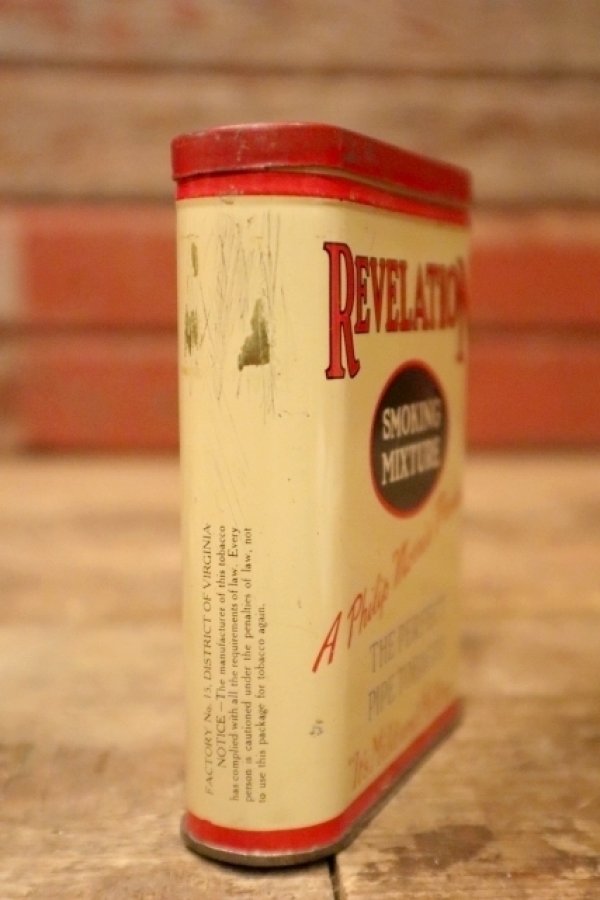 REVELATION
SMOKING
MIXTURE
A Philip Morris
THE
PIPE
FACTORY No. 15, DISTRICT OF VIRGINIA
NOTICE—The manufacturer of this tobacco
has complied with all the requirements of law. Every
person is cautioned under the penalties of law, not
to use this package for tobacco again.